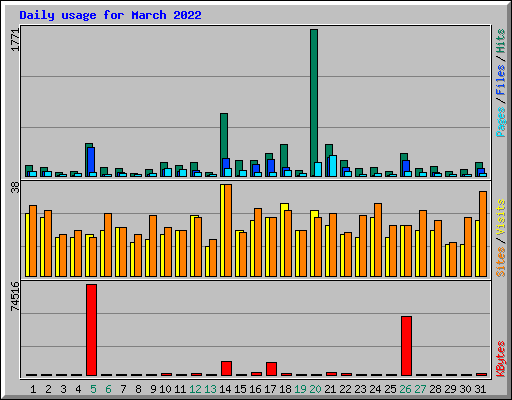 Daily usage for March 2022
1771
Pages / Files / Hits
38
Sites / Visits
74516
KBytes
1 2 3 4 5 6 7 8 9 10 11 12 13 14 15 16 17 18 19 20 21 22 23 24 25 26 27 28 29 30 31